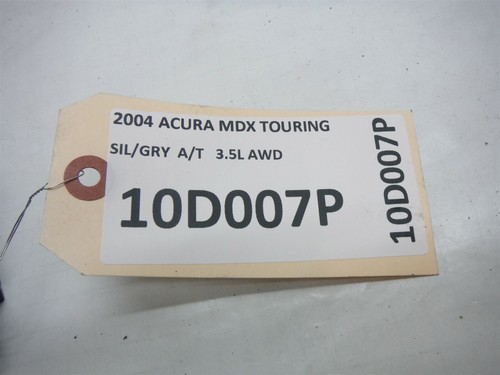 2004 ACURA MDX TOURING
SIL/GRY A/T 3.5L AWD
10D007P
10D007P